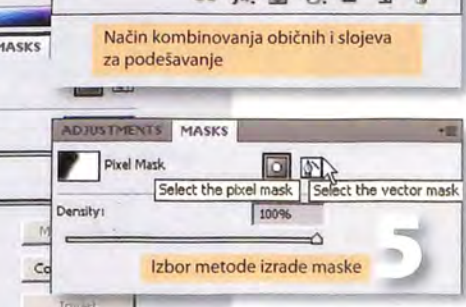 MASKS
Način kombinovanja običnih i slojeva
za podešavanje
ADJUSTMENTS MASKS
Pixel Mask
Select the pixel mask Select the vector mask
Density: 100%
Izbor metode izrade maske
5
Invert